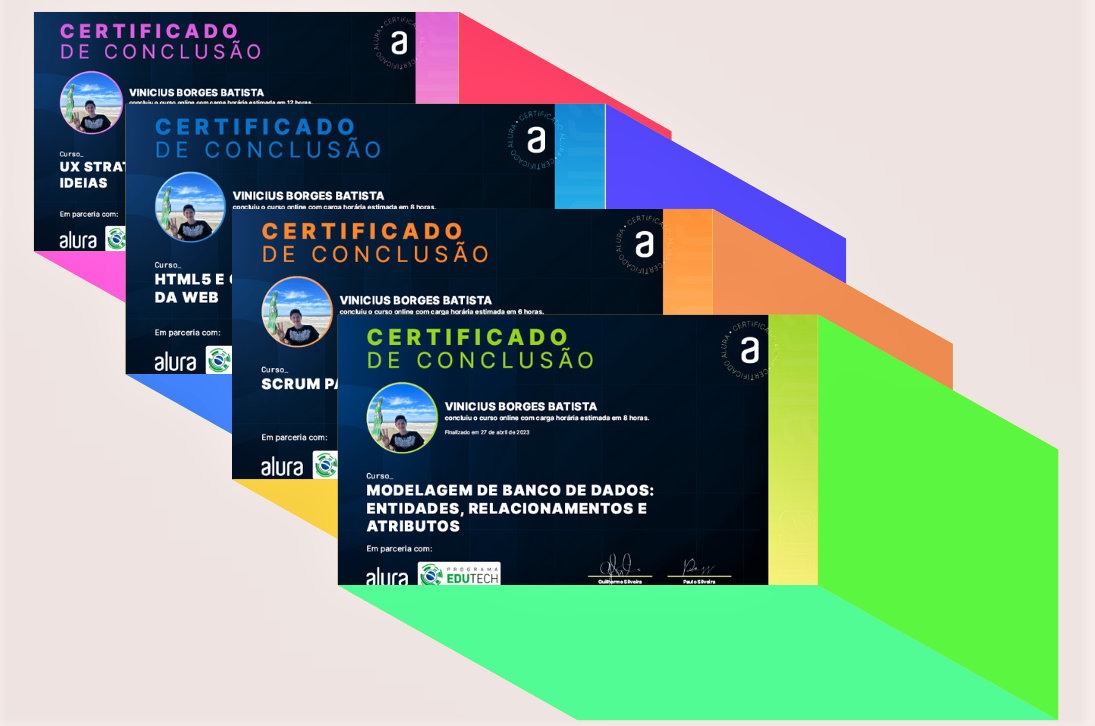 CERTIFICADO
DE CONCLUSÃO
CERTIFICADO ALURA •
a
VINICIUS BORGES BATISTA
concluiu o curso online com carga horária estimada em 12 horas.
Curso_
UX STRAT
IDEIAS
Em parceria com:
alura
CERTIFICADO
DE CONCLUSÃO
CERTIFICADO ALURA •
a
VINICIUS BORGES BATISTA
concluiu o curso online com carga horária estimada em 8 horas.
Curso_
HTML5 E
DA WEB
Em parceria com:
alura
CERTIFICADO
DE CONCLUSÃO
CERTIFICADO ALURA •
a
VINICIUS BORGES BATISTA
concluiu o curso online com carga horária estimada em 6 horas.
Curso_
SCRUM PA
Em parceria com:
alura
CERTIFICADO
DE CONCLUSÃO
CERTIFICADO ALURA •
a
VINICIUS BORGES BATISTA
concluiu o curso online com carga horária estimada em 8 horas.
Finalizado em 27 de abril de 2023
Curso_
MODELAGEM DE BANCO DE DADOS:
ENTIDADES, RELACIONAMENTOS E
ATRIBUTOS
Em parceria com:
alura
PROGRAMA
EDUTECH
Guilherme Silveira
Paulo Silveira